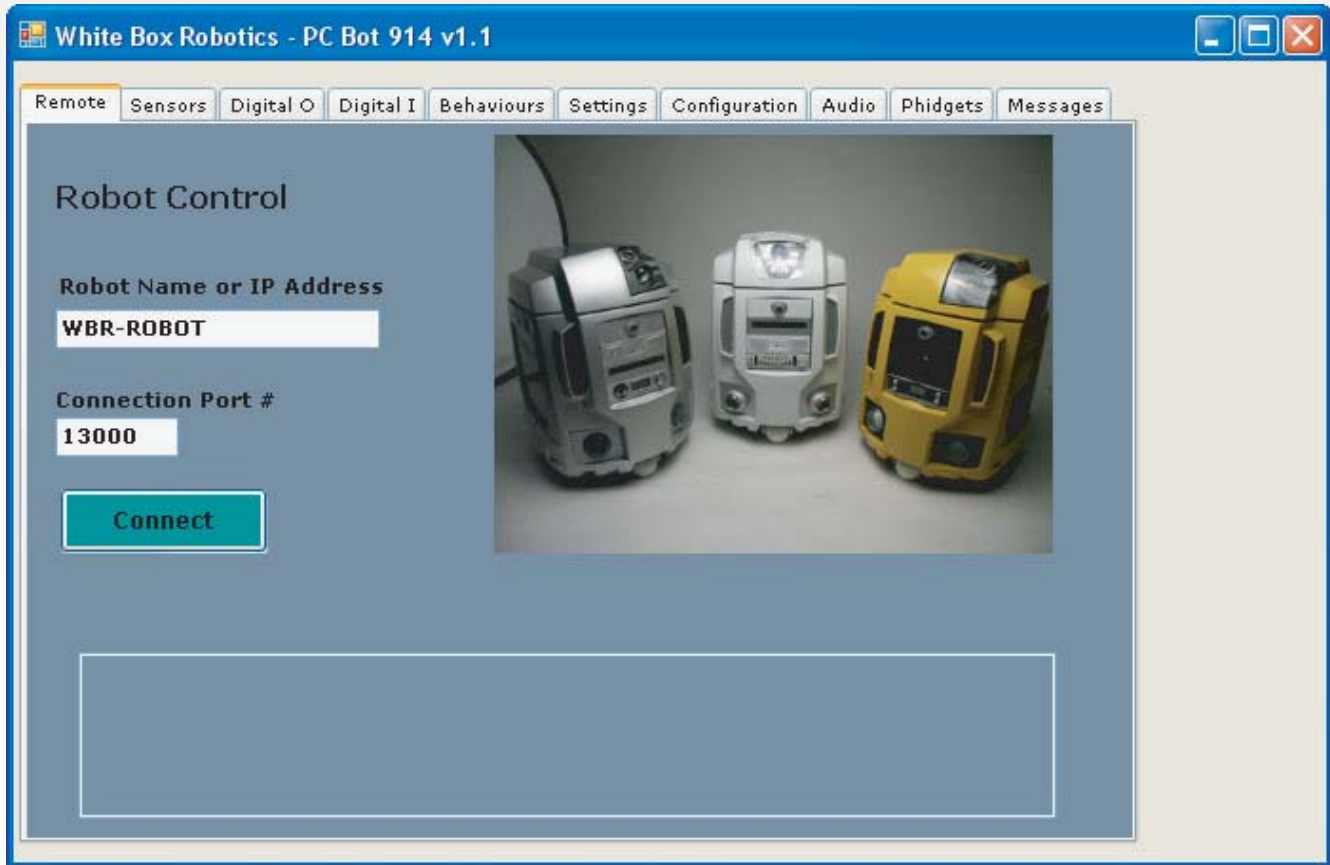 White Box Robotics - PC Bot 914 v1.1
Remote Sensors Digital O Digital I Behaviours Settings Configuration Audio Phidgets Messages
Robot Control
Robot Name or IP Address
WBR-ROBOT
Connection Port #
13000
Connect